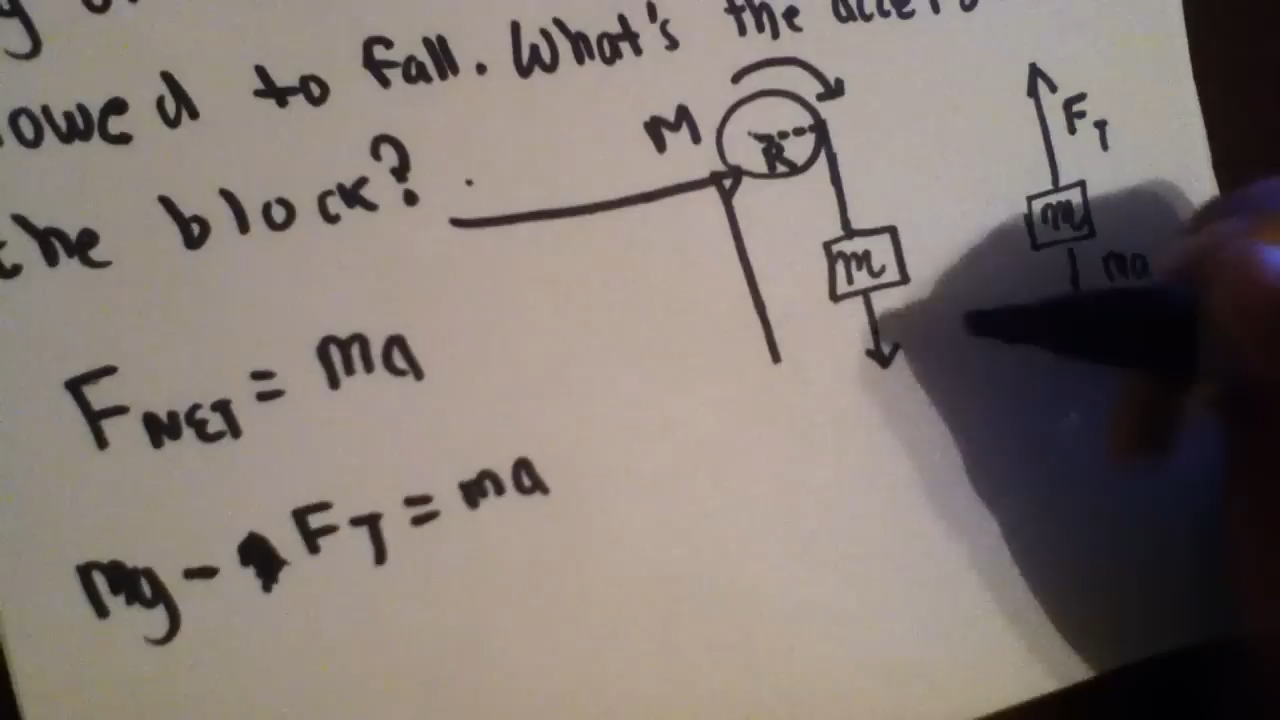 owed to fall. What's the
the block?
M
R
m
F_T
m
ma
F_NET = ma
mg - F_T = ma